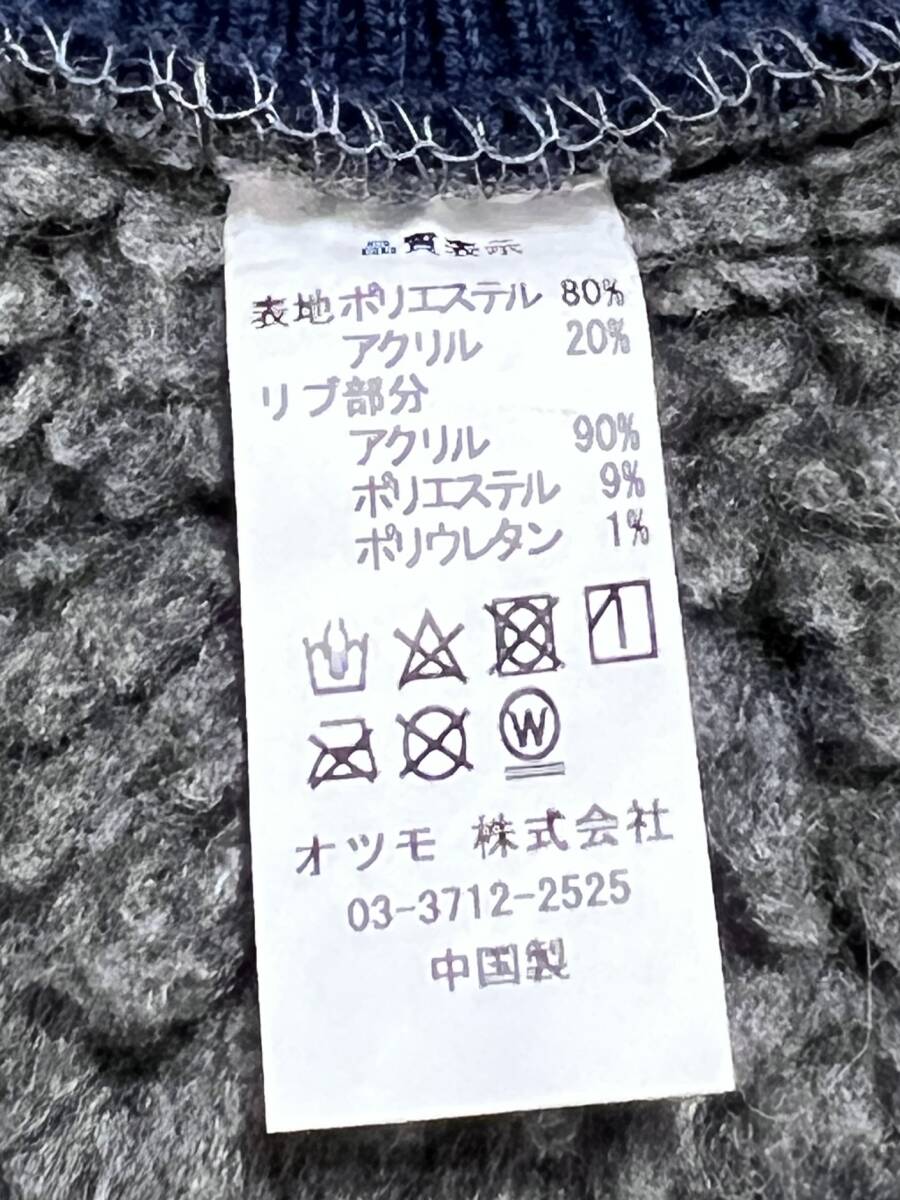 品質表示
表地 ポリエステル 80%
アクリル 20%
リブ部分
アクリル 90%
ポリエステル 9%
ポリウレタン 1%
W
オツモ 株式会社
03-3712-2525
中国製